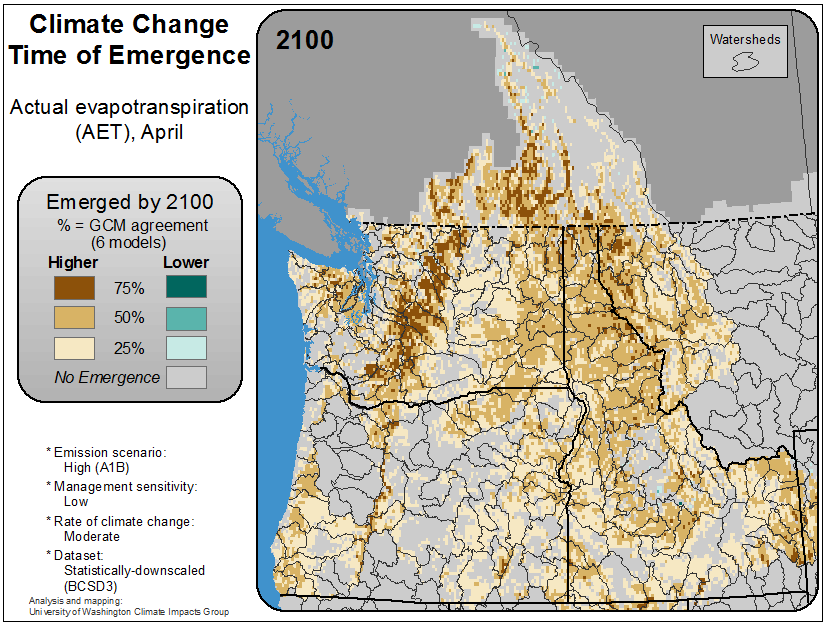 Climate Change
Time of Emergence
Actual evapotranspiration
(AET), April
Emerged by 2100
% = GCM agreement
(6 models)
Higher Lower
75%
50%
25%
No Emergence
* Emission scenario:
High (A1B)
* Management sensitivity:
Low
* Rate of climate change:
Moderate
* Dataset:
Statistically-downscaled
(BCSD3)
Analysis and mapping:
University of Washington Climate Impacts Group
2100
Watersheds